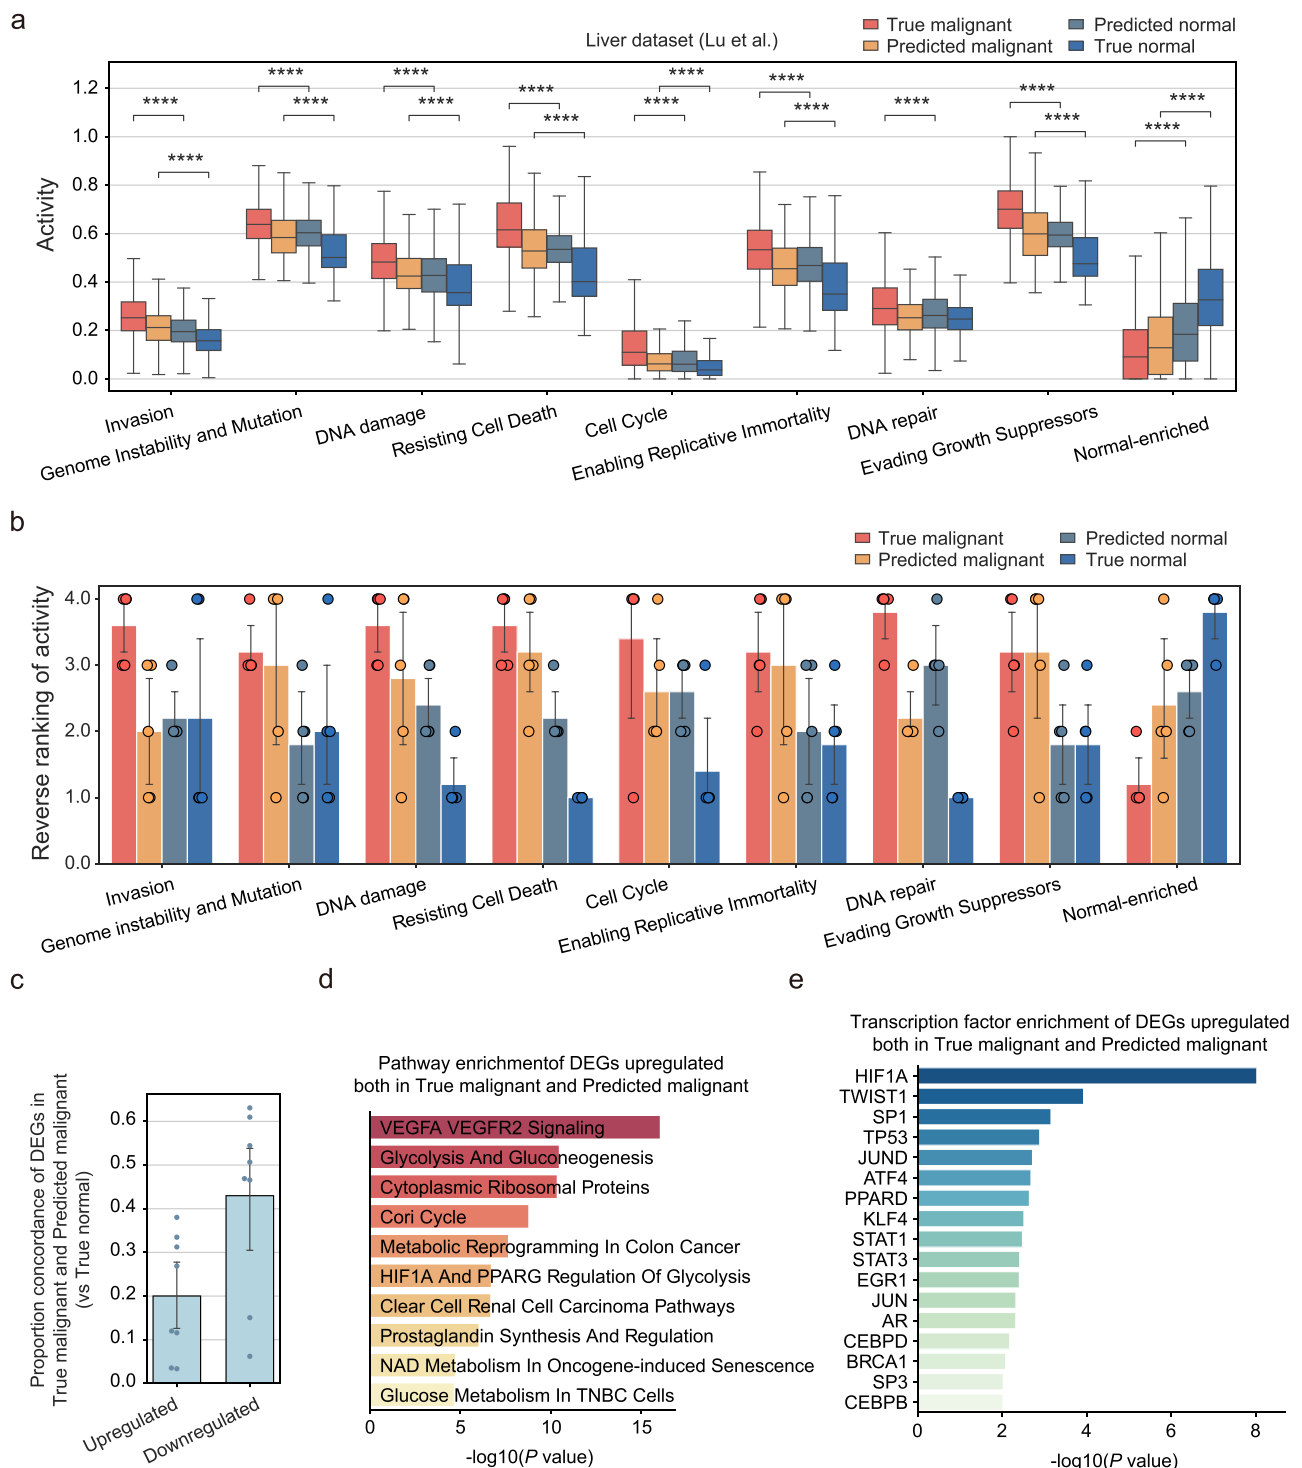 a
Liver dataset (Lu et al.)
True malignant
Predicted malignant
Predicted normal
True normal
Activity
1.2
1.0
0.8
0.6
0.4
0.2
0.0
**** **** **** **** **** **** **** **** ****
**** **** **** **** **** **** **** ****
Invasion
Genome Instability and Mutation
DNA damage
Resisting Cell Death
Cell Cycle
Enabling Replicative Immortality
DNA repair
Evading Growth Suppressors
Normal-enriched
b
True malignant
Predicted malignant
Predicted normal
True normal
Reverse ranking of activity
4.0
3.0
2.0
1.0
0.0
Invasion
Genome instability and Mutation
DNA damage
Resisting Cell Death
Cell Cycle
Enabling Replicative Immortality
DNA repair
Evading Growth Suppressors
Normal-enriched
c
Proportion concordance of DEGs in
True malignant and Predicted malignant
(vs True normal)
0.6
0.5
0.4
0.3
0.2
0.1
0.0
Upregulated
Downregulated
d
Pathway enrichmentof DEGs upregulated
both in True malignant and Predicted malignant
VEGFA VEGFR2 Signaling
Glycolysis And Gluconeogenesis
Cytoplasmic Ribosomal Proteins
Cori Cycle
Metabolic Reprogramming In Colon Cancer
HIF1A And PPARG Regulation Of Glycolysis
Clear Cell Renal Cell Carcinoma Pathways
Prostaglandin Synthesis And Regulation
NAD Metabolism In Oncogene-induced Senescence
Glucose Metabolism In TNBC Cells
0 5 10 15
-log10(P value)
e
Transcription factor enrichment of DEGs upregulated
both in True malignant and Predicted malignant
HIF1A
TWIST1
SP1
TP53
JUND
ATF4
PPARD
KLF4
STAT1
STAT3
EGR1
JUN
AR
CEBPD
BRCA1
SP3
CEBPB
0 2 4 6 8
-log10(P value)